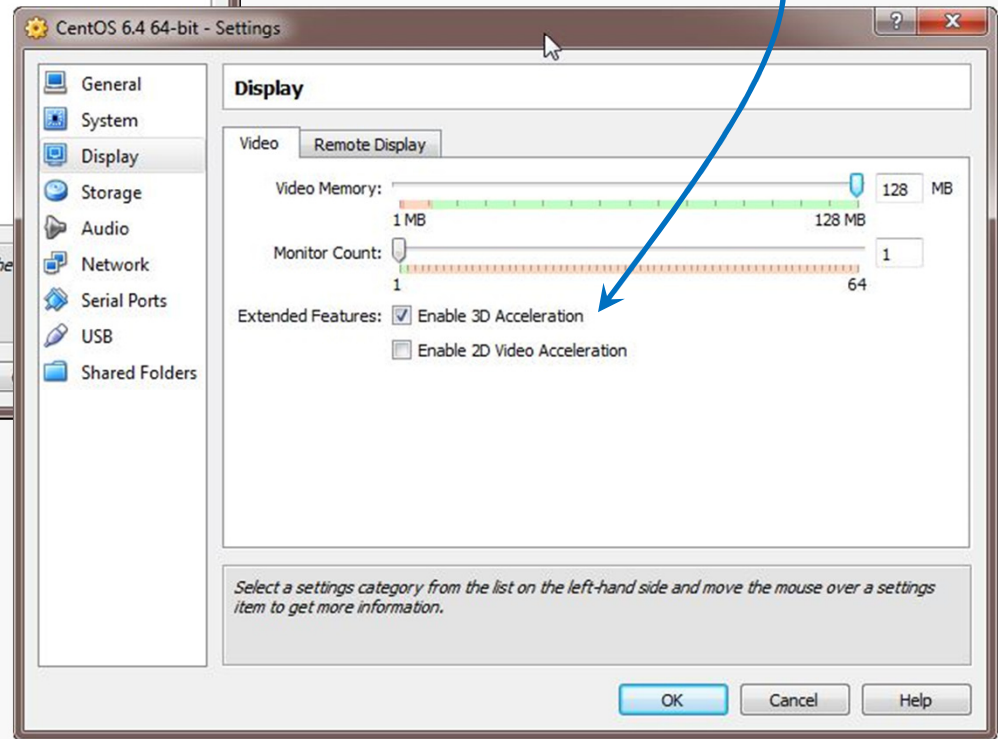 CentOS 6.4 64-bit - Settings
?
General
System
Display
Storage
Audio
Network
Serial Ports
USB
Shared Folders
Display
Video
Remote Display
Video Memory:
128 MB
1 MB
128 MB
Monitor Count:
1
1
64
Extended Features:
Enable 3D Acceleration
Enable 2D Video Acceleration
Select a settings category from the list on the left-hand side and move the mouse over a settings
item to get more information.
OK
Cancel
Help